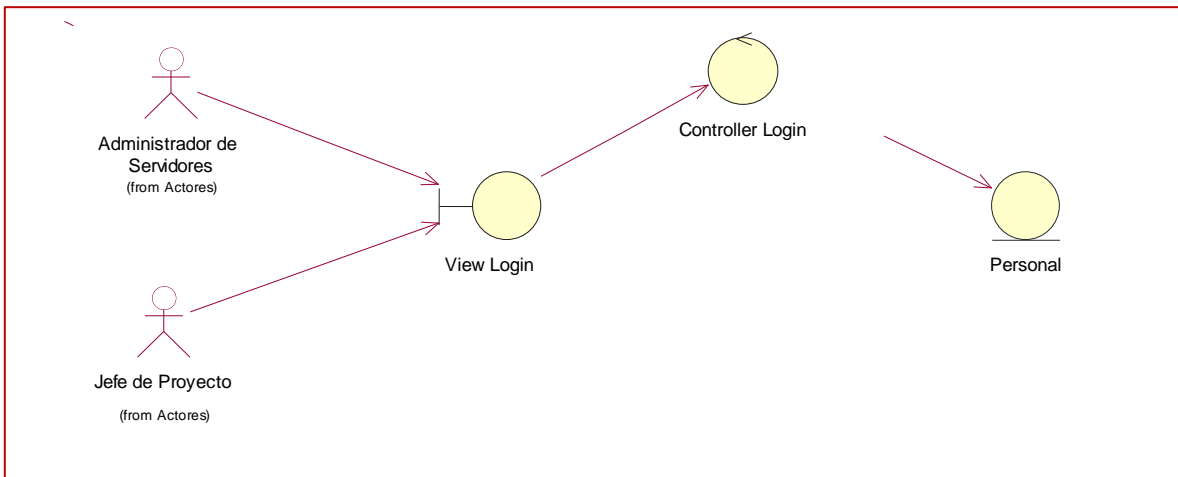 Controller Login
Administrador de
Servidores
(from Actores)
View Login
Personal
Jefe de Proyecto
(from Actores)